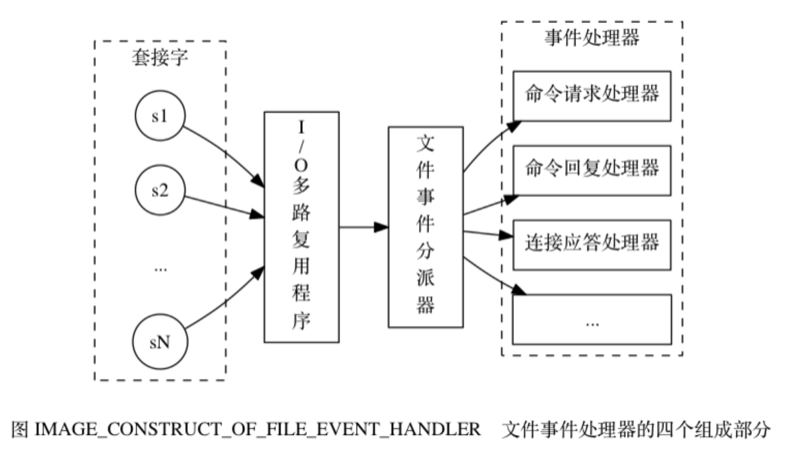 套接字
s1
s2
...
sN
I/O多路复用程序
文件事件分派器
事件处理器
命令请求处理器
命令回复处理器
连接应答处理器
...
图 IMAGE_CONSTRUCT_OF_FILE_EVENT_HANDLER 文件事件处理器的四个组成部分